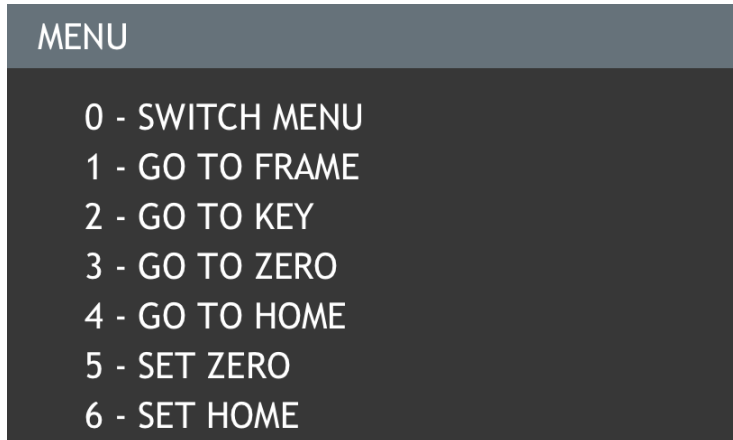 MENU
0 - SWITCH MENU
1 - GO TO FRAME
2 - GO TO KEY
3 - GO TO ZERO
4 - GO TO HOME
5 - SET ZERO
6 - SET HOME